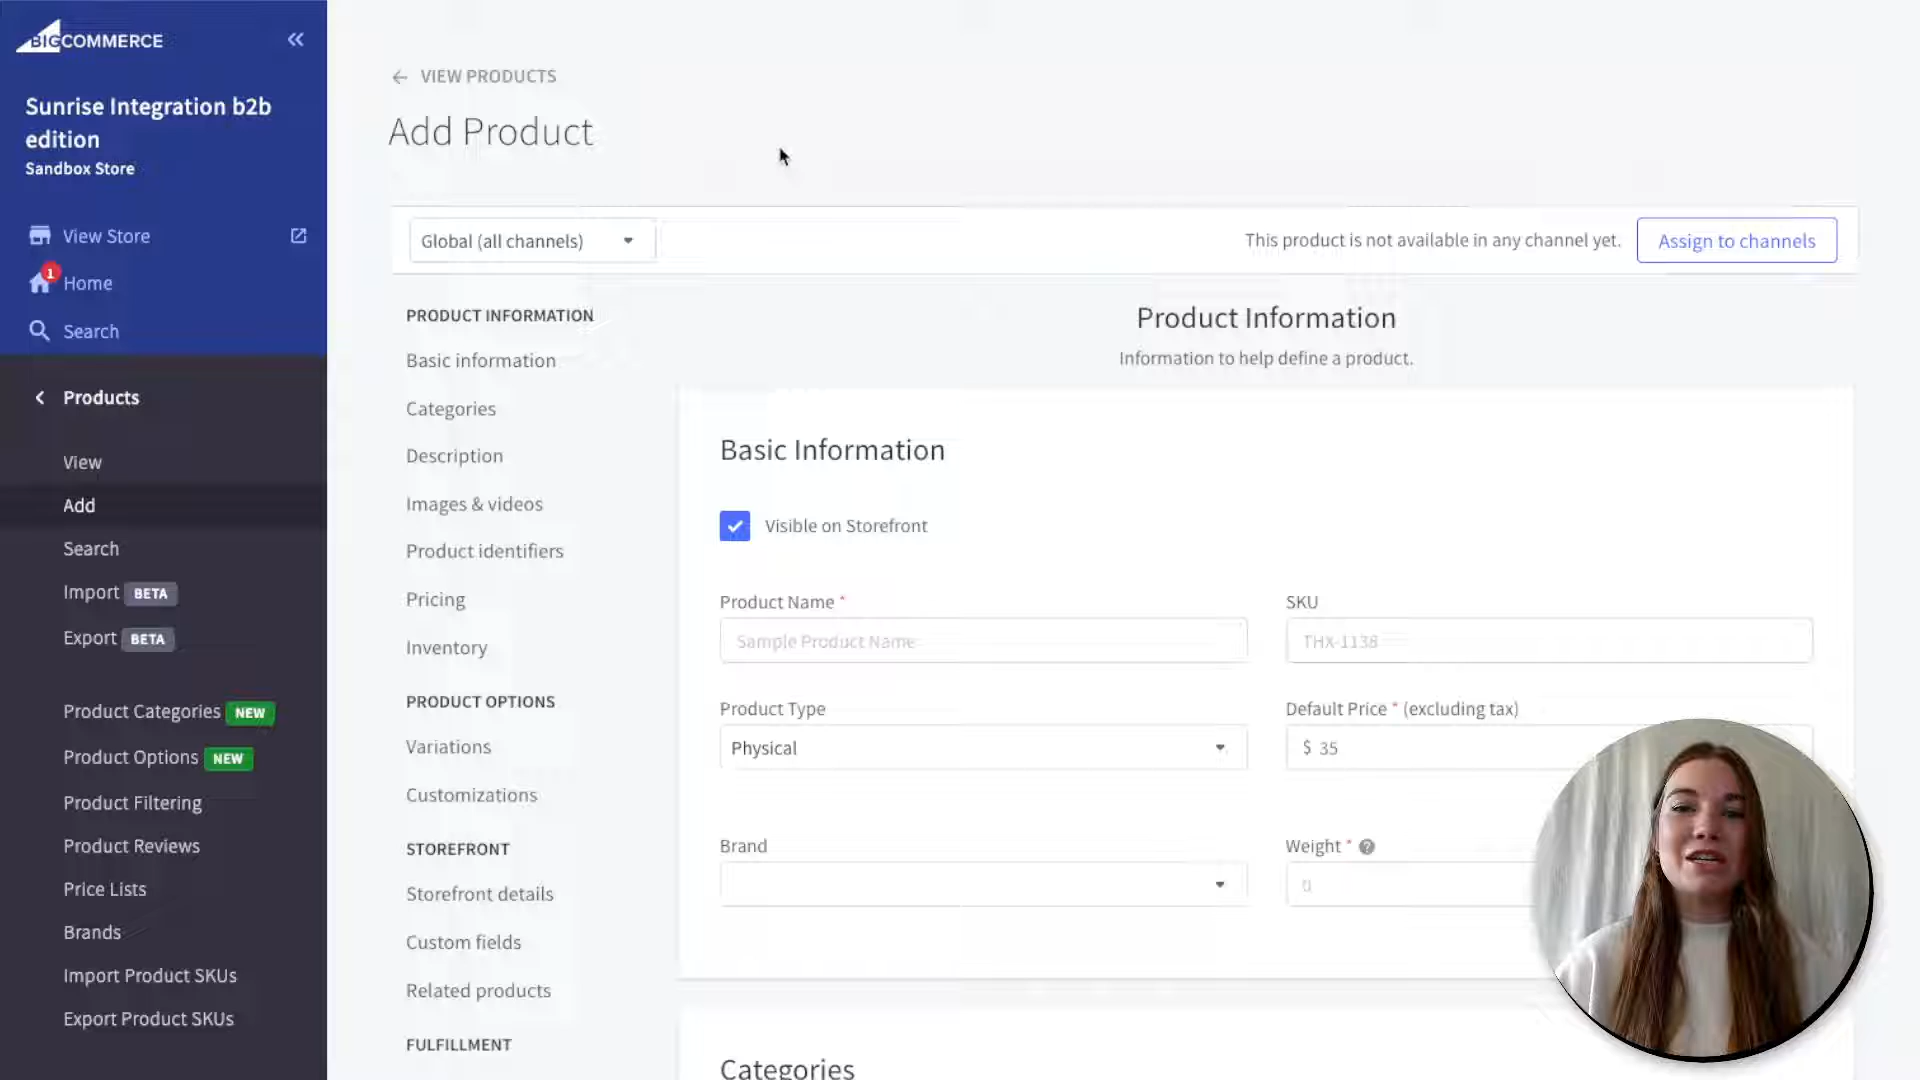 BIGCOMMERCE
Sunrise Integration b2b
edition
Sandbox Store
View Store
1
Home
Search
Products
View
Add
Search
Import BETA
Export BETA
Product Categories NEW
Product Options NEW
Product Filtering
Product Reviews
Price Lists
Brands
Import Product SKUs
Export Product SKUs
VIEW PRODUCTS
Add Product
Global (all channels)
This product is not available in any channel yet.
Assign to channels
PRODUCT INFORMATION
Basic information
Categories
Description
Images & videos
Product identifiers
Pricing
Inventory
PRODUCT OPTIONS
Variations
Customizations
STOREFRONT
Storefront details
Custom fields
Related products
FULFILLMENT
Product Information
Information to help define a product.
Basic Information
Visible on Storefront
Product Name *
Sample Product Name
SKU
THX-1138
Product Type
Physical
Default Price * (excluding tax)
$ 35
Brand
Weight * ?
0
Categories